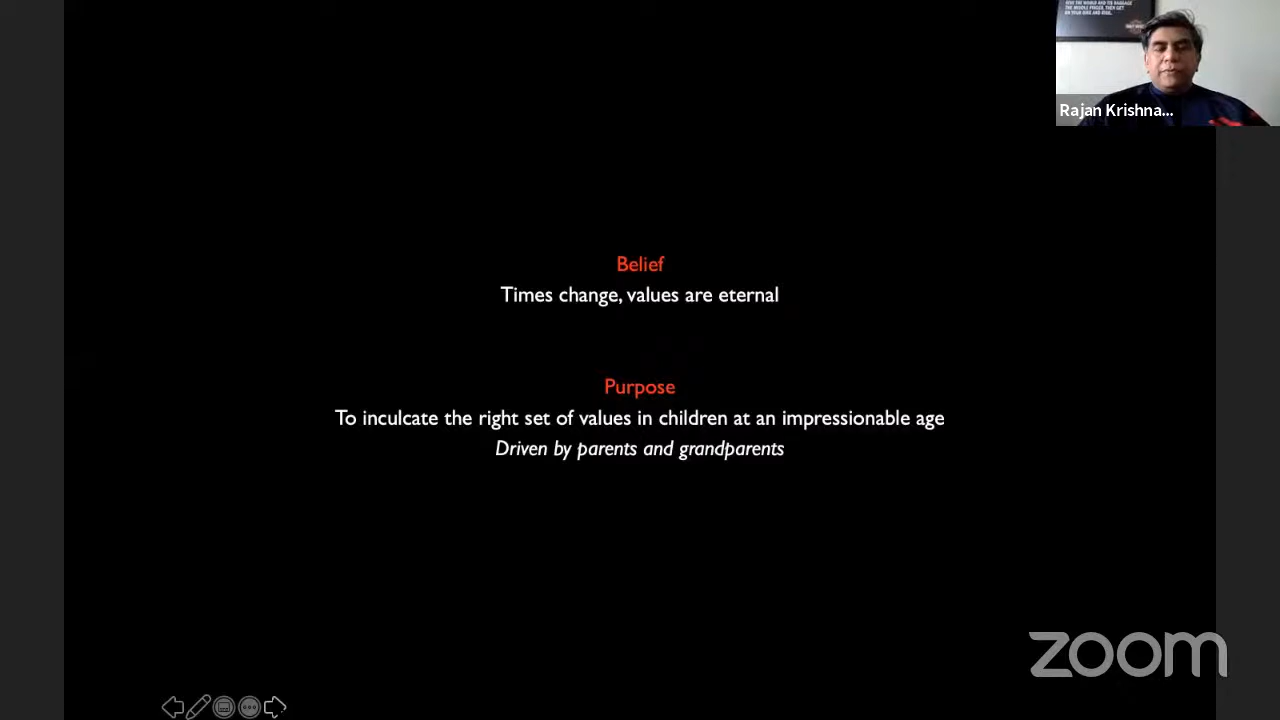 Rajan Krishna...
Belief
Times change, values are eternal
Purpose
To inculcate the right set of values in children at an impressionable age
Driven by parents and grandparents
zoom